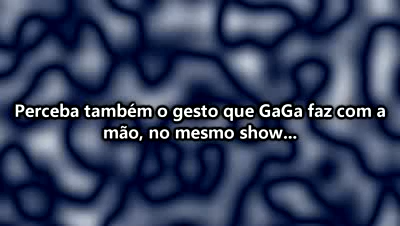 Perceba também o gesto que GaGa faz com a
mão, no mesmo show...